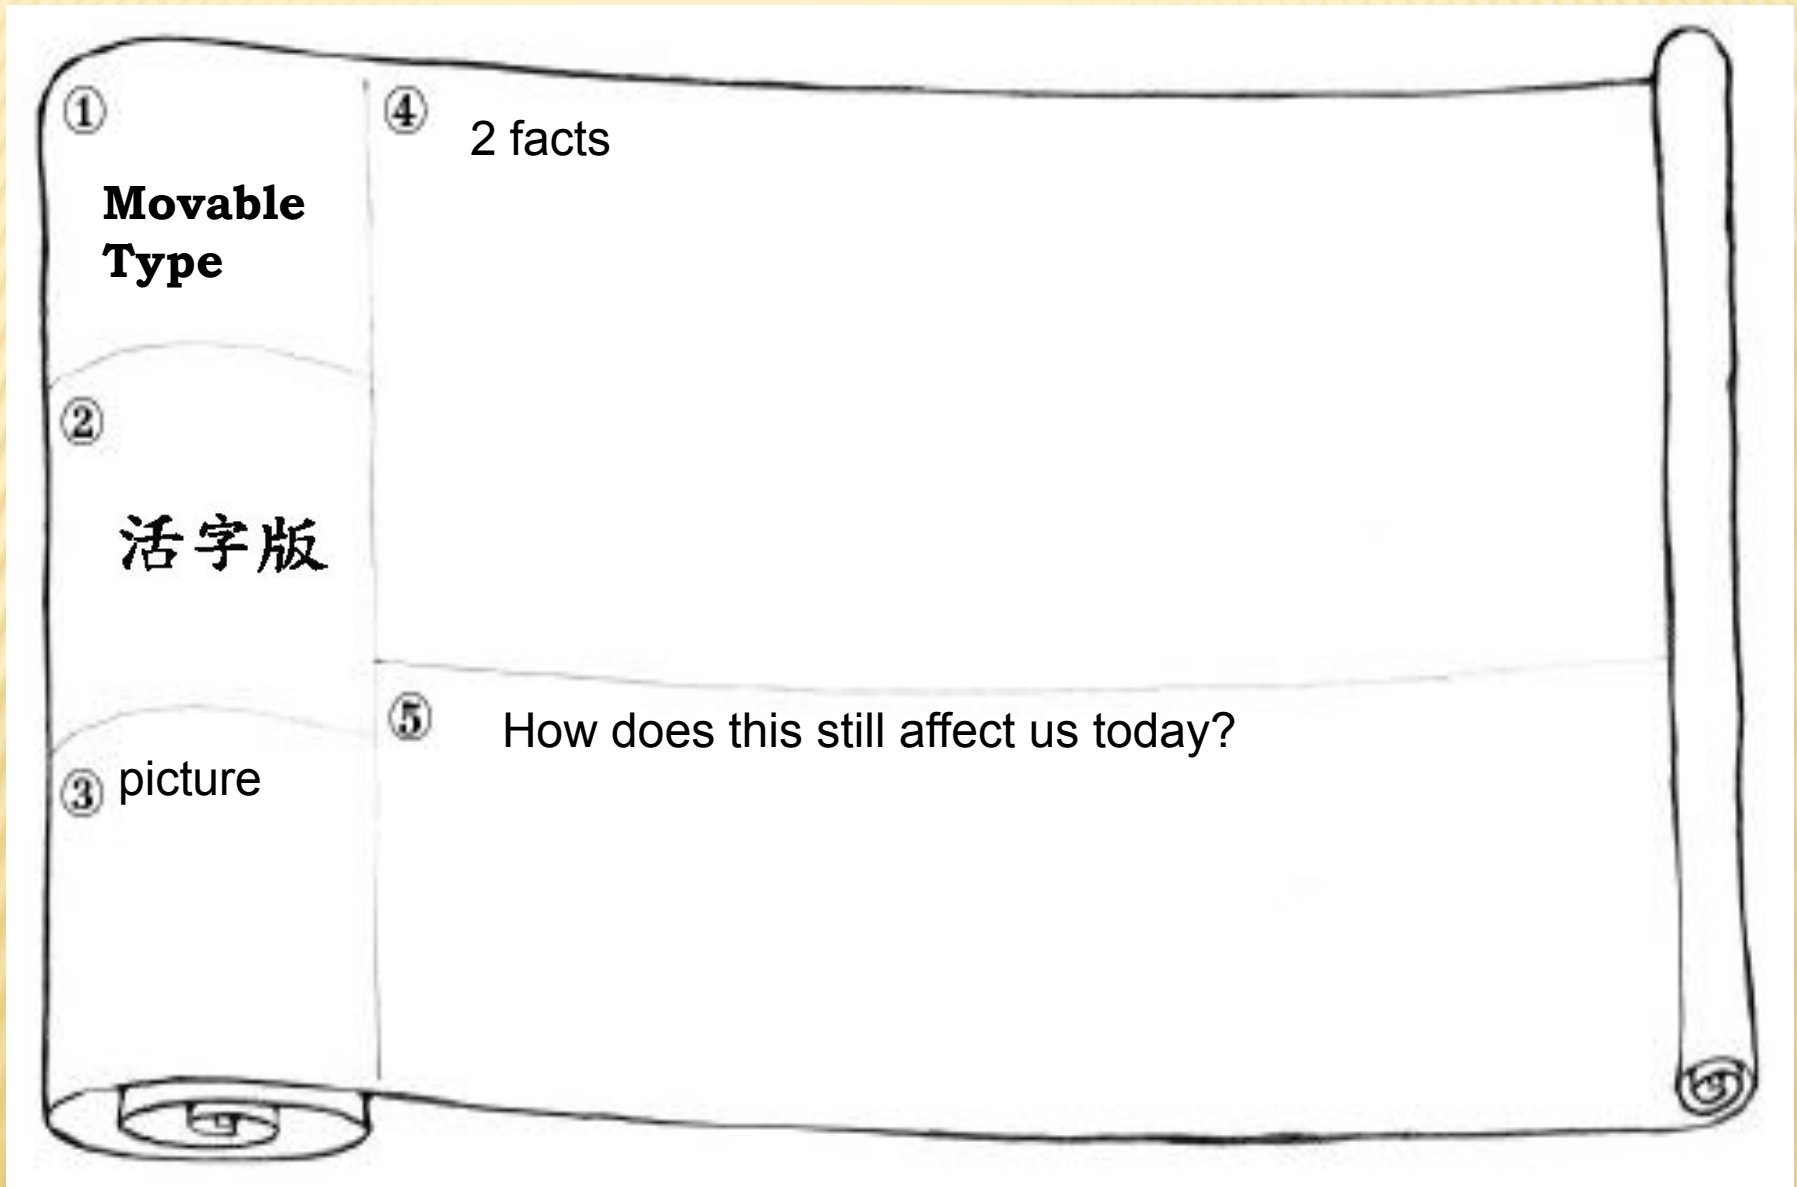 ①
Movable
Type
②
活字版
③ picture
④ 2 facts
⑤ How does this still affect us today?